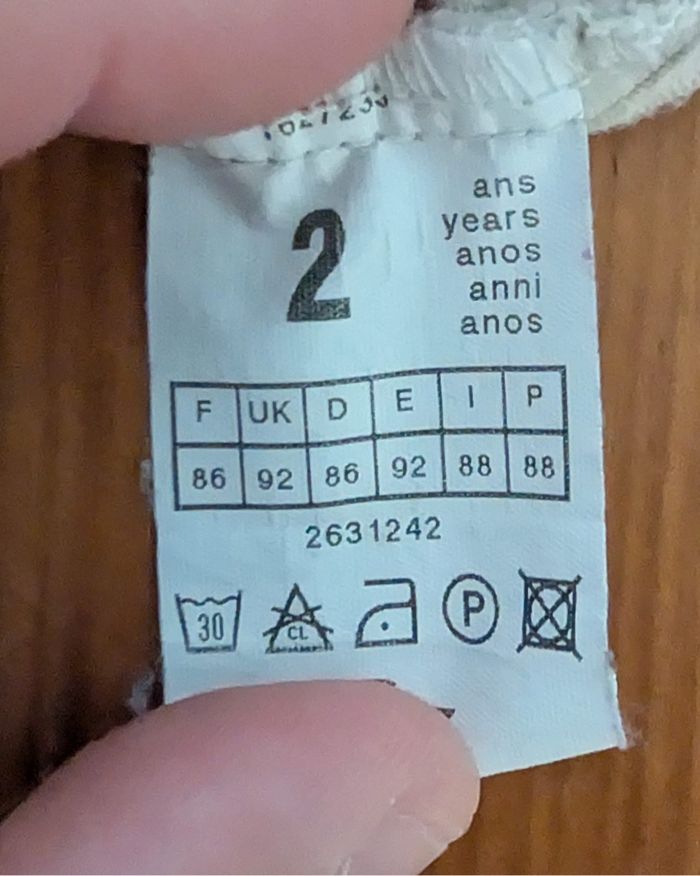 2
ans
years
anos
anni
anos
F UK D E I P
86 92 86 92 88 88
2631242
30 CL P